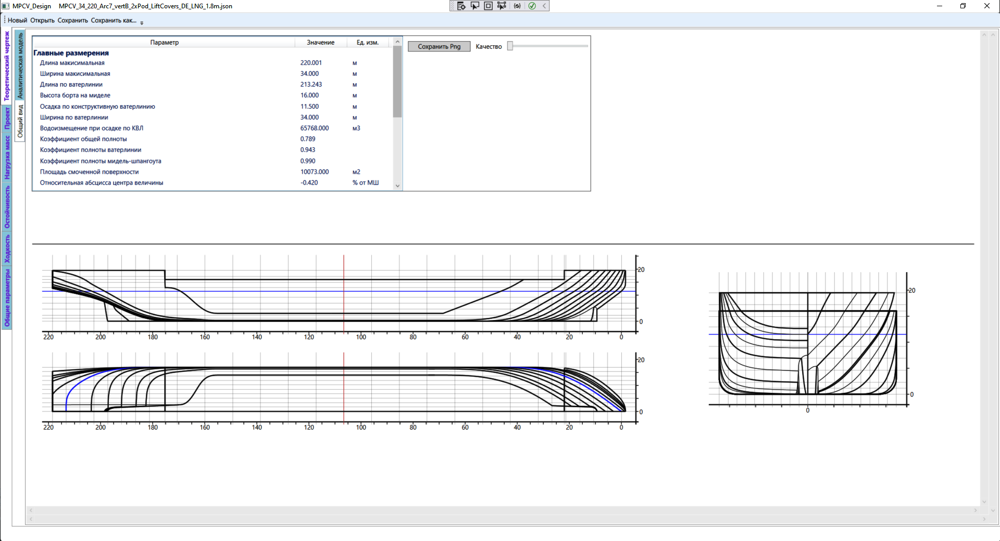 MPCV_Design MPCV_34_220_Arc7_vertB_2xPod_LiftCovers_DE_LNG_1.8m.json
Новый Открыть Сохранить Сохранить как...
Теоретический чертеж
Проект
Нагрузка масс
Остойчивость
Ходкость
Общие параметры
Аналитическая модель
Общий вид
Параметр Значение Ед. изм.
Главные размерения
Длина макисимальная 220.001 м
Ширина макисимальная 34.000 м
Длина по ватерлинии 213.243 м
Высота борта на миделе 16.000 м
Осадка по конструктивную ватерлинию 11.500 м
Ширина по ватерлинии 34.000 м
Водоизмещение при осадке по КВЛ 65768.000 м3
Коэффициент общей полноты 0.789
Коэффициент полноты ватерлинии 0.943
Коэффициент полноты мидель-шпангоута 0.990
Площадь смоченной поверхности 10073.000 м2
Относительная абсцисса центра величины -0.420 % от МШ
Сохранить Png Качество
20
0
220 200 180 160 140 120 100 80 60 40 20 0
20
0
220 200 180 160 140 120 100 80 60 40 20 0
20
0
0